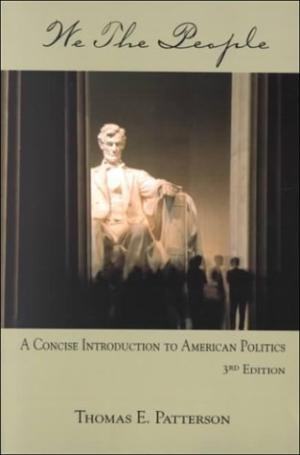 We The People
A Concise Introduction to American Politics
3rd Edition
Thomas E. Patterson